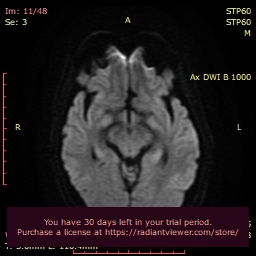 Im: 11/48
Se: 3
A
STP60
STP60
M
Ax DWI B 1000
R
L
You have 30 days left in your trial period.
Purchase a license at https://radiantviewer.com/store/